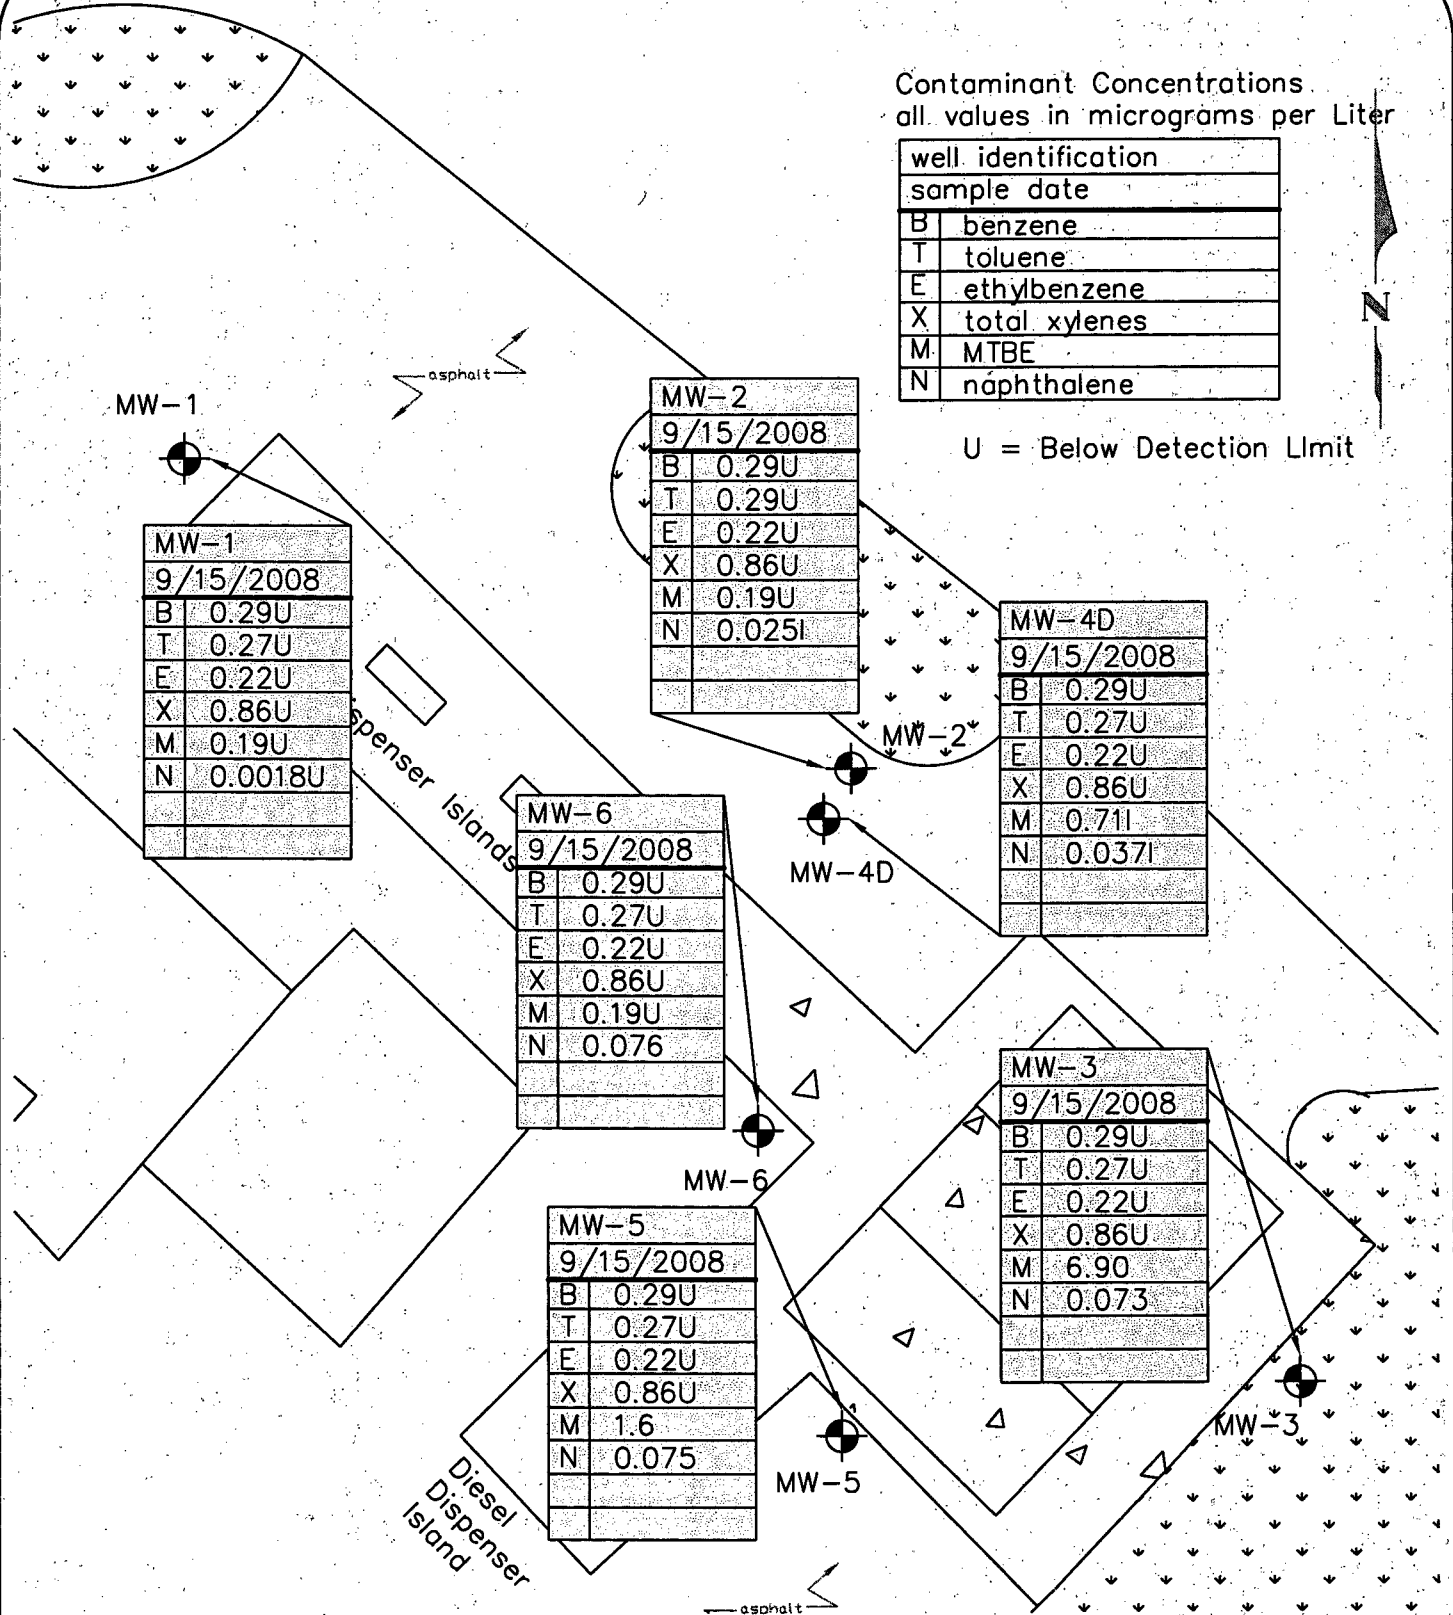 Contaminant Concentrations
all values in micrograms per Liter
well identification
sample date
B benzene
T toluene
E ethylbenzene
X total xylenes
M MTBE
N naphthalene
N
U = Below Detection LImit
asphalt
MW-1
MW-2
9/15/2008
B 0.29U
T 0.29U
E 0.22U
X 0.86U
M 0.19U
N 0.025I
MW-1
9/15/2008
B 0.29U
T 0.27U
E 0.22U
X 0.86U
M 0.19U
N 0.0018U
MW-4D
9/15/2008
B 0.29U
T 0.27U
E 0.22U
X 0.86U
M 0.71I
N 0.037I
MW-2
MW-4D
spenser Islands
MW-6
9/15/2008
B 0.29U
T 0.27U
E 0.22U
X 0.86U
M 0.19U
N 0.076
MW-6
MW-3
9/15/2008
B 0.29U
T 0.27U
E 0.22U
X 0.86U
M 6.90
N 0.073
MW-3
MW-5
9/15/2008
B 0.29U
T 0.27U
E 0.22U
X 0.86U
M 1.6
N 0.075
MW-5
Diesel
Dispenser
Island
asphalt